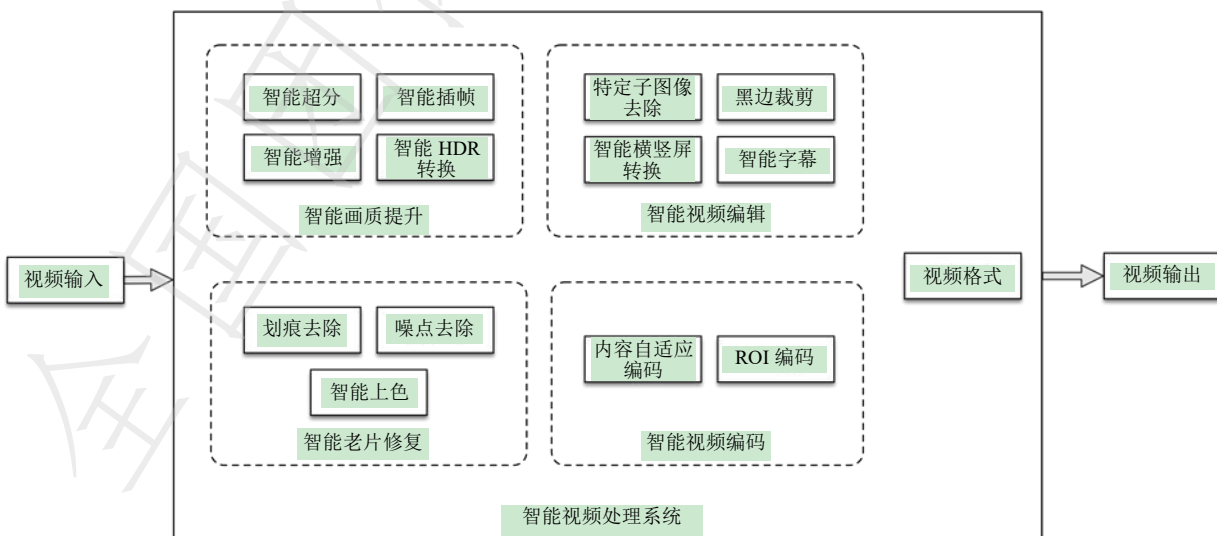 智能超分
智能插帧
智能增强
智能 HDR
转换
智能画质提升
特定子图像
去除
黑边裁剪
智能横竖屏
转换
智能字幕
智能视频编辑
视频输入
视频格式
视频输出
划痕去除
噪点去除
智能上色
智能老片修复
内容自适应
编码
ROI 编码
智能视频编码
智能视频处理系统
全国